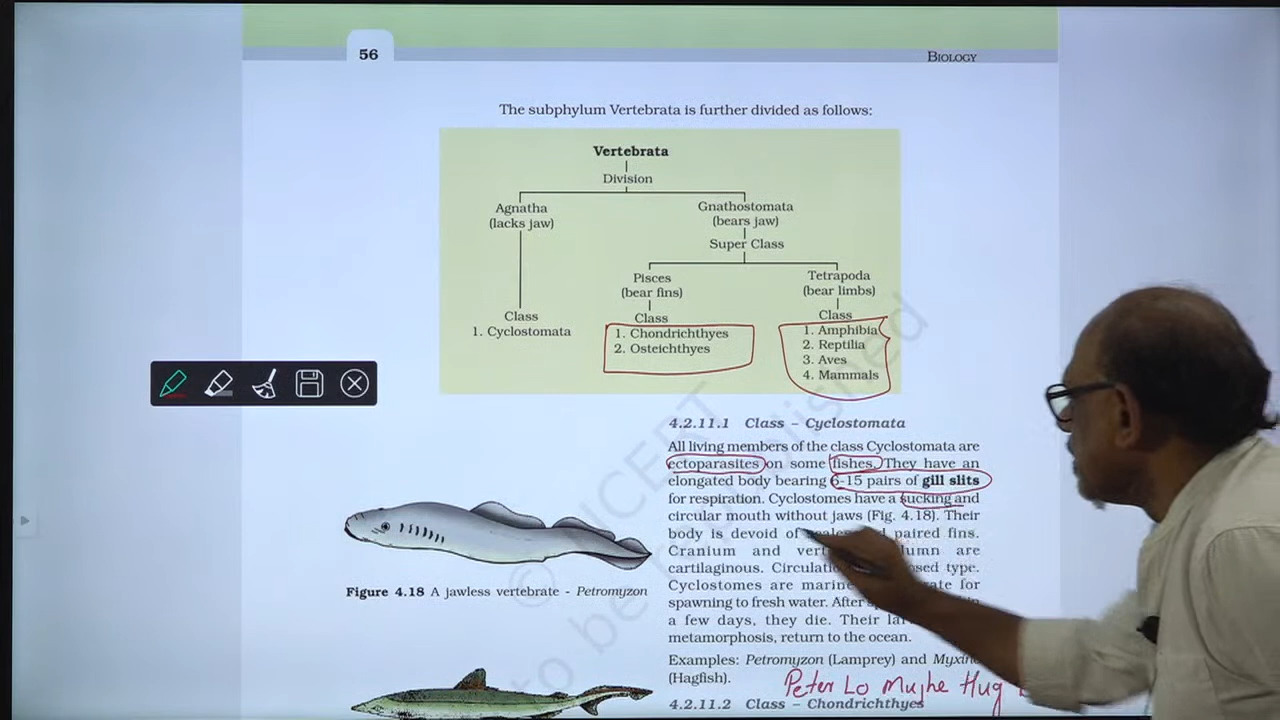 56
BIOLOGY
The subphylum Vertebrata is further divided as follows:
Vertebrata
Division
Agnatha
(lacks jaw)
Gnathostomata
(bears jaw)
Super Class
Pisces
(bear fins)
Tetrapoda
(bear limbs)
Class
1. Cyclostomata
Class
1. Chondrichthyes
2. Osteichthyes
Class
1. Amphibia
2. Reptilia
3. Aves
4. Mammals
4.2.11.1 Class – Cyclostomata
All living members of the class Cyclostomata are
ectoparasites on some fishes. They have an
elongated body bearing 6-15 pairs of gill slits
for respiration. Cyclostomes have a sucking and
circular mouth without jaws (Fig. 4.18). Their
body is devoid of paired fins.
Cranium and are
cartilaginous. type.
Cyclostomes are marine for
spawning to fresh water. After
a few days, they die. Their
metamorphosis, return to the ocean.
Examples: Petromyzon (Lamprey) and
(Hagfish).
Peter Lo Mujhe Hug
4.2.11.2 Class – Chondrichthyes
Figure 4.18 A jawless vertebrate - Petromyzon
© NCERT
to be published